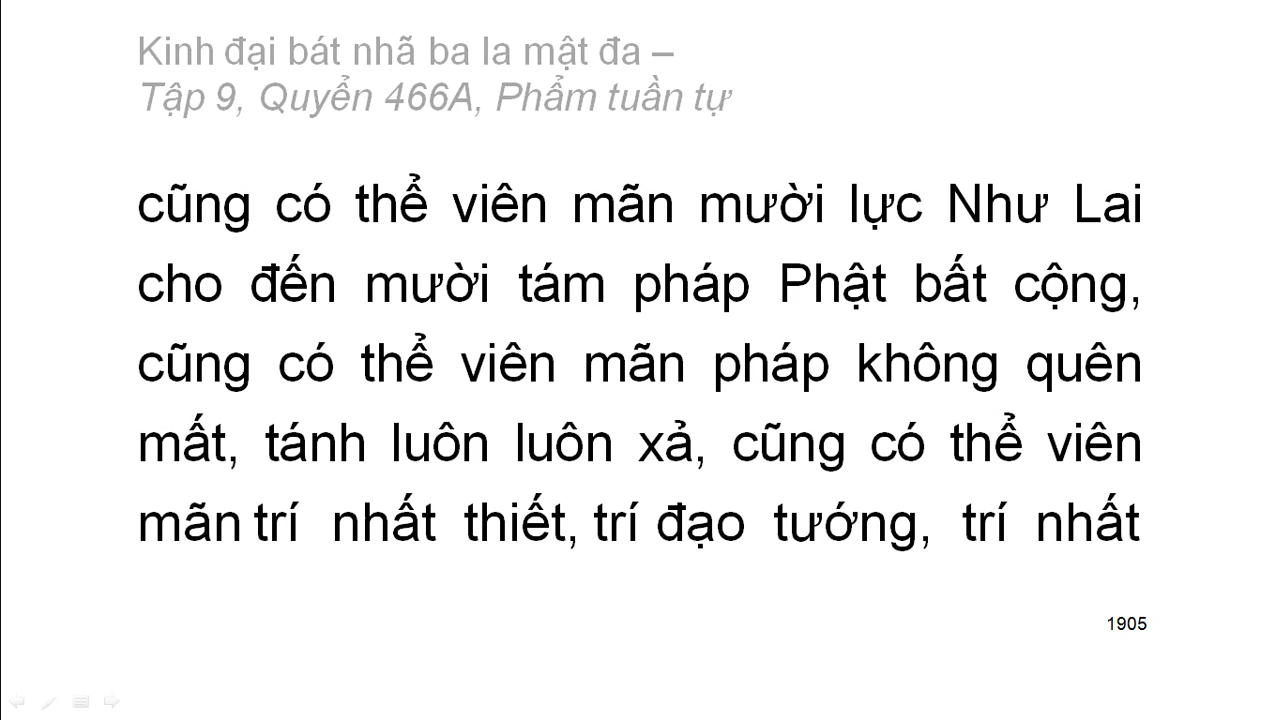 Kinh đại bát nhã ba la mật đa –
Tập 9, Quyển 466A, Phẩm tuần tự
cũng có thể viên mãn mười lực Như Lai
cho đến mười tám pháp Phật bất cộng,
cũng có thể viên mãn pháp không quên
mất, tánh luôn luôn xả, cũng có thể viên
mãn trí nhất thiết, trí đạo tướng, trí nhất
1905